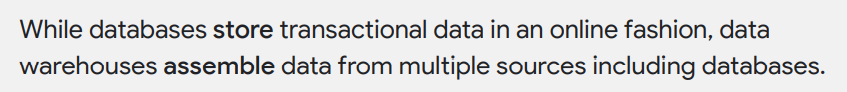 While databases store transactional data in an online fashion, data
warehouses assemble data from multiple sources including databases.